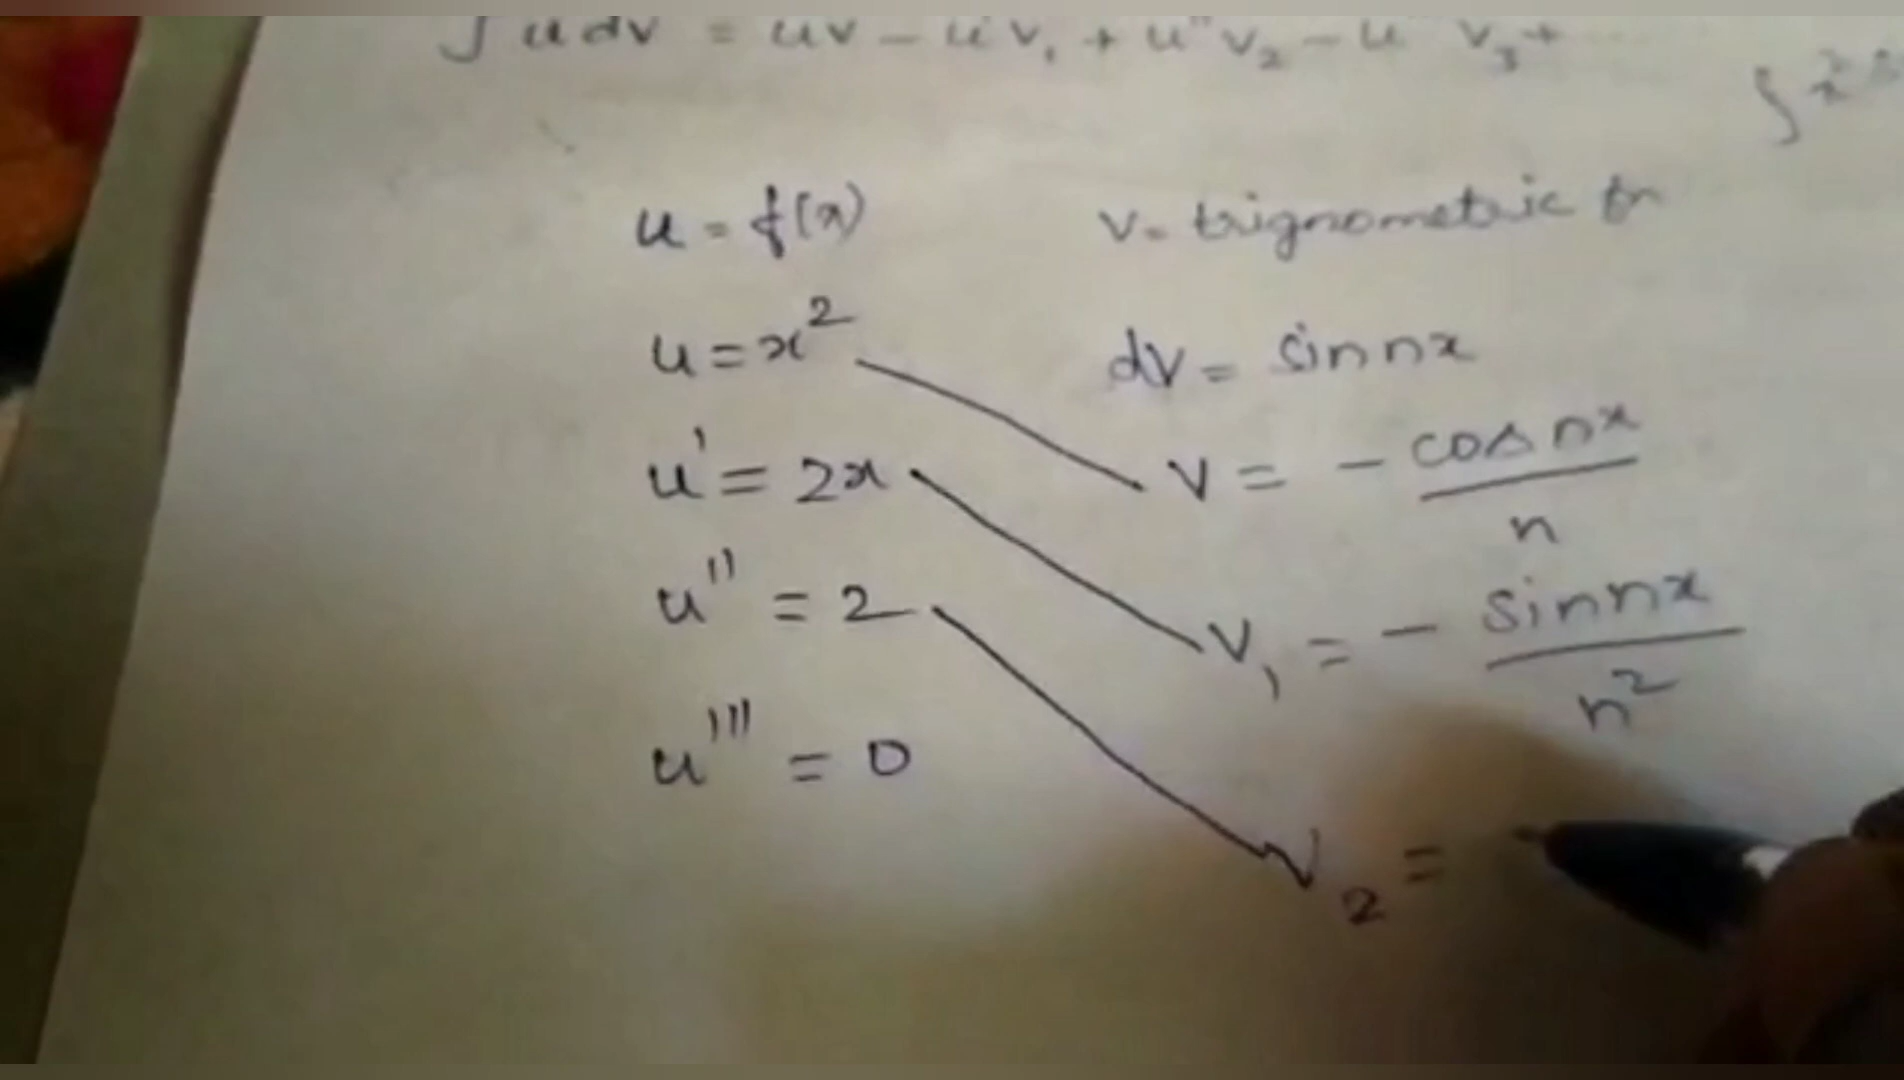 ∫ u dv = uv - u'v₁ + u''v₂ - u v₃ +
∫ x²
u = f(x) v = trignometric fn
u = x² dv = sin nx
u' = 2x v = - cos nx / n
u'' = 2 v₁ = - sin nx / n²
u''' = 0
v₂ =